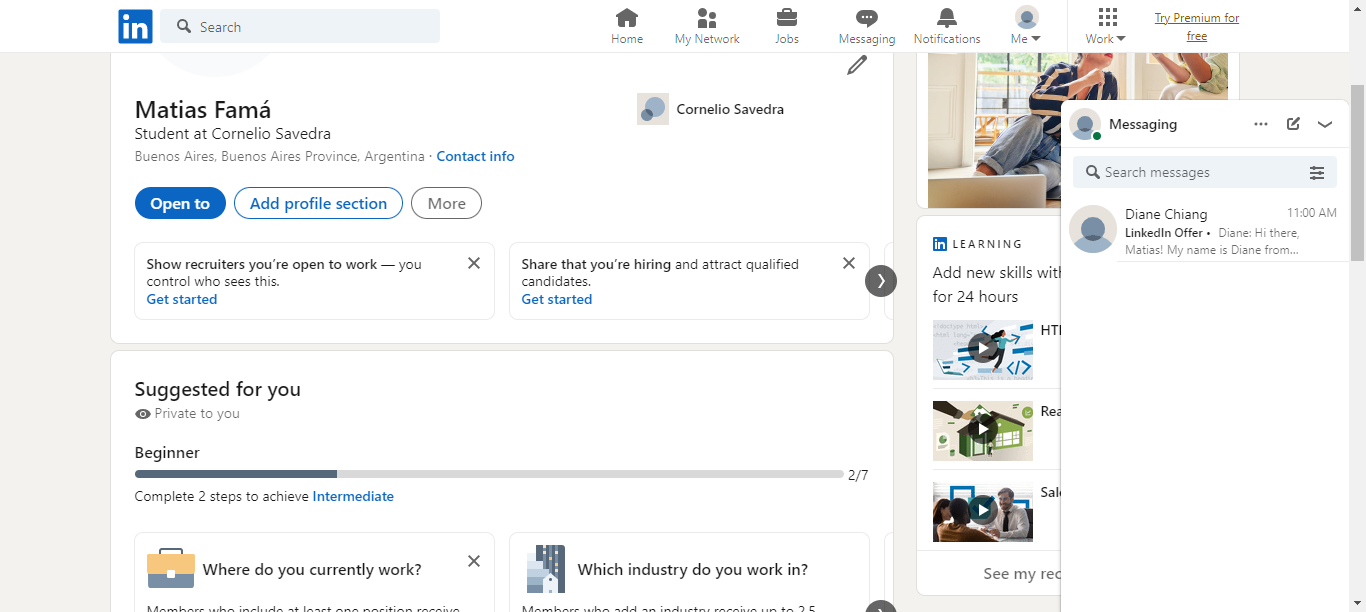 in
Search
Home
My Network
Jobs
Messaging
Notifications
Me
Work
Try Premium for
free
Matias Famá
Student at Cornelio Savedra
Buenos Aires, Buenos Aires Province, Argentina · Contact info
Cornelio Savedra
Open to
Add profile section
More
Show recruiters you're open to work — you
control who sees this.
Get started
Share that you're hiring and attract qualified
candidates.
Get started
Suggested for you
Private to you
Beginner
2/7
Complete 2 steps to achieve Intermediate
Where do you currently work?
Members who include at least one position receive
Which industry do you work in?
Members who add an industry receive up to 2.5
in LEARNING
Add new skills with
for 24 hours
HTI
Rea
Sale
See my rec
Messaging
Search messages
Diane Chiang
11:00 AM
LinkedIn Offer • Diane: Hi there,
Matias! My name is Diane from...